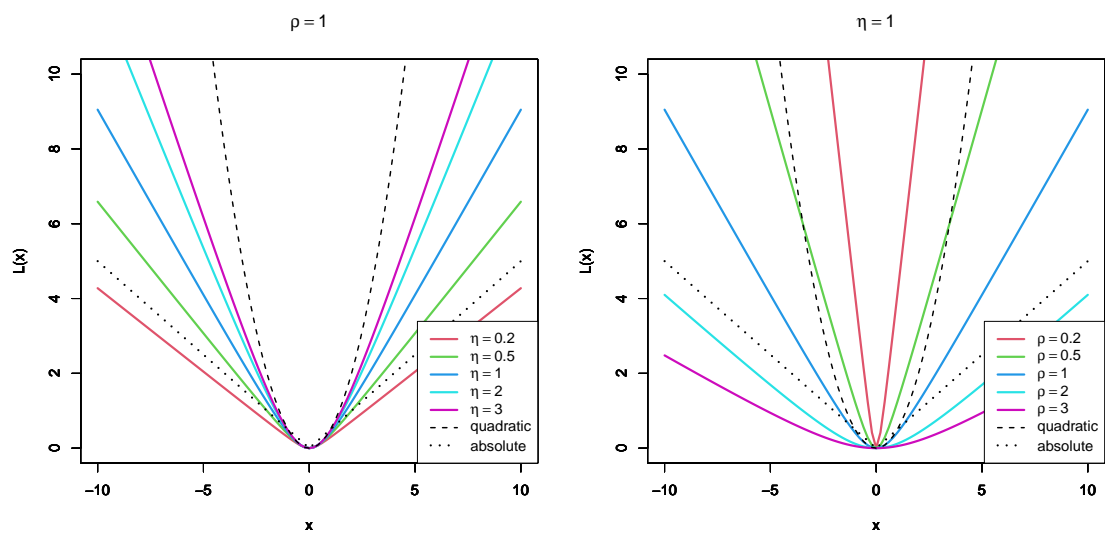 ρ = 1
10
8
6
4
2
0
L(x)
−10
−5
0
5
10
x
η = 0.2
η = 0.5
η = 1
η = 2
η = 3
quadratic
absolute
η = 1
10
8
6
4
2
0
L(x)
−10
−5
0
5
10
x
ρ = 0.2
ρ = 0.5
ρ = 1
ρ = 2
ρ = 3
quadratic
absolute